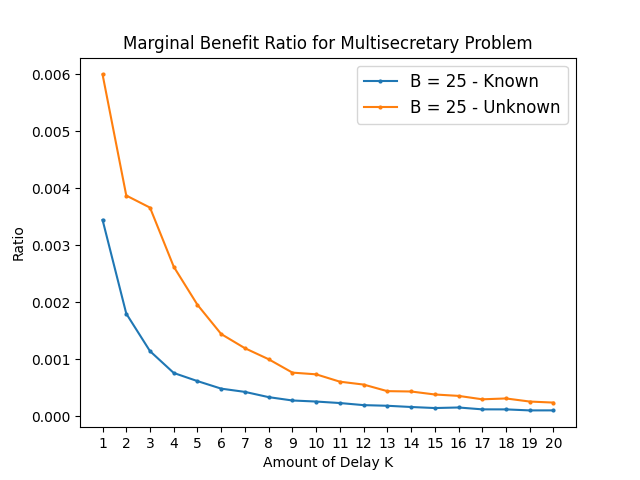 Marginal Benefit Ratio for Multisecretary Problem
B = 25 - Known
B = 25 - Unknown
Ratio
0.006
0.005
0.004
0.003
0.002
0.001
0.000
1 2 3 4 5 6 7 8 9 10 11 12 13 14 15 16 17 18 19 20
Amount of Delay K